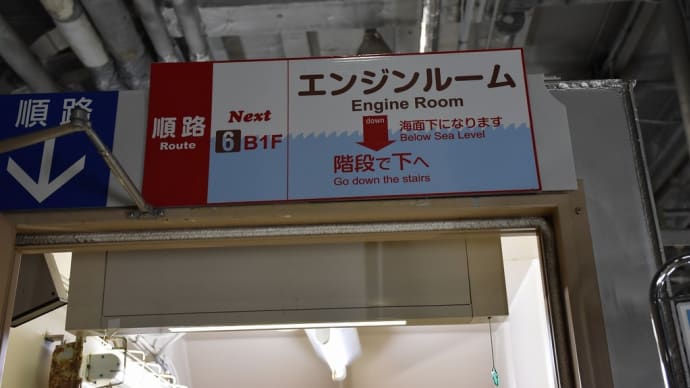 順路
順路
Route
Next
6 B1F
エンジンルーム
Engine Room
down
海面下になります
Below Sea Level
階段で下へ
Go down the stairs